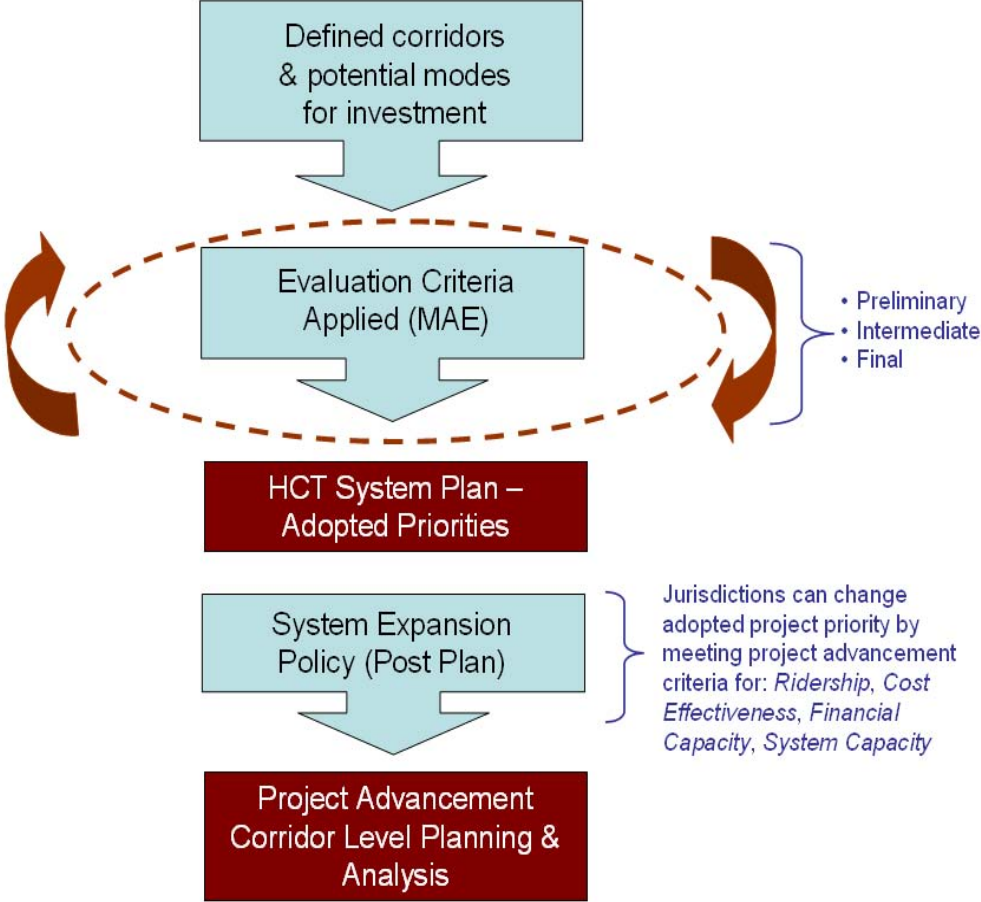 Defined corridors
& potential modes
for investment
Evaluation Criteria
Applied (MAE)
• Preliminary
• Intermediate
• Final
HCT System Plan –
Adopted Priorities
System Expansion
Policy (Post Plan)
Jurisdictions can change
adopted project priority by
meeting project advancement
criteria for: Ridership, Cost
Effectiveness, Financial
Capacity, System Capacity
Project Advancement
Corridor Level Planning &
Analysis